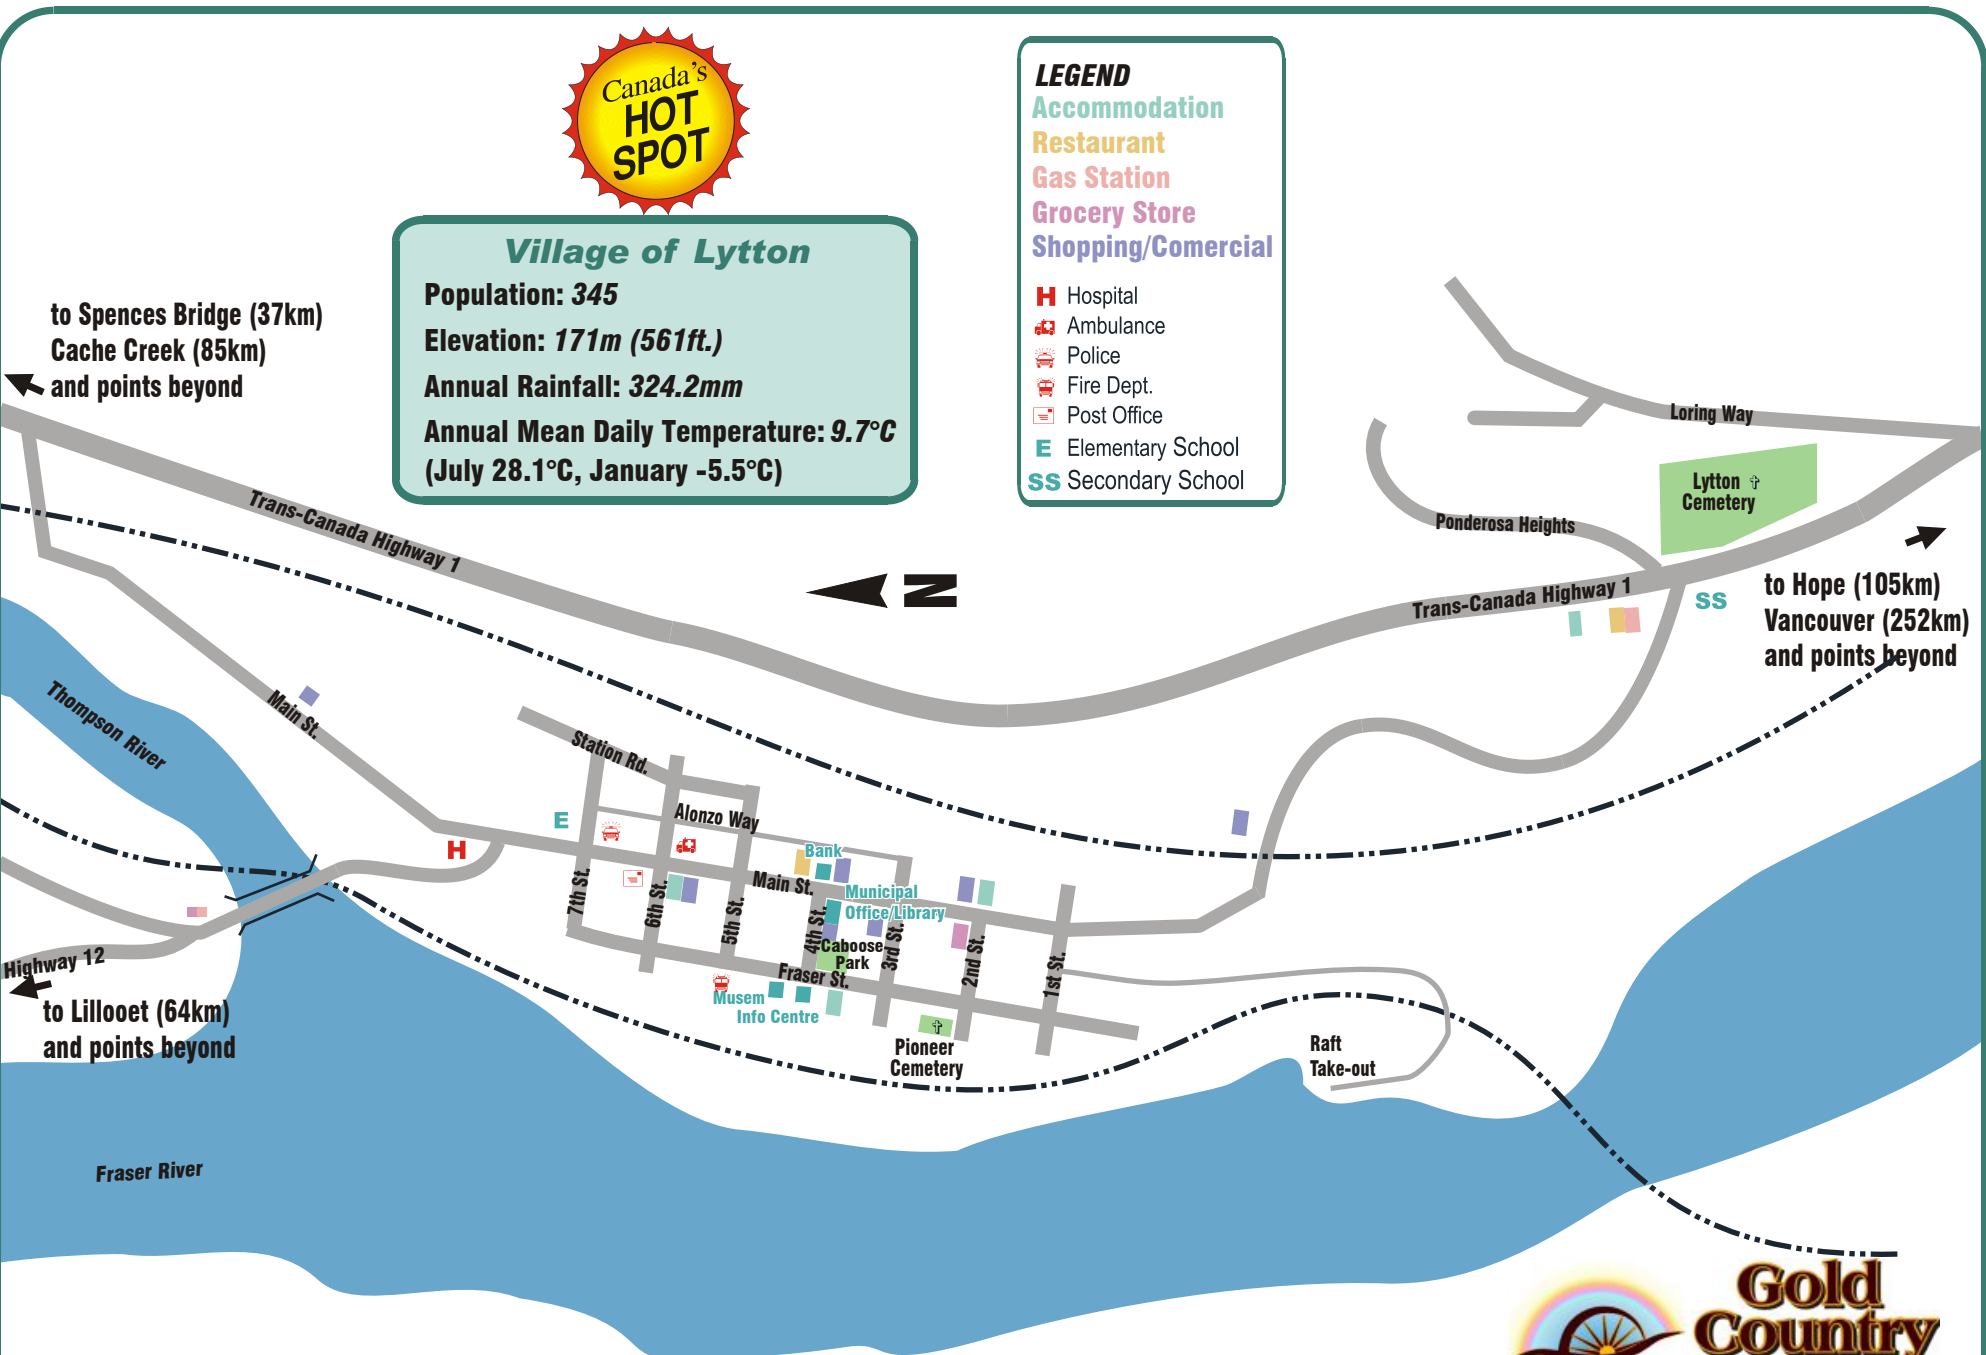 Canada's
HOT
SPOT
Village of Lytton
Population: 345
Elevation: 171m (561ft.)
Annual Rainfall: 324.2mm
Annual Mean Daily Temperature: 9.7°C
(July 28.1°C, January -5.5°C)
LEGEND
Accommodation
Restaurant
Gas Station
Grocery Store
Shopping/Comercial
H Hospital
Ambulance
Police
Fire Dept.
Post Office
E Elementary School
SS Secondary School
to Spences Bridge (37km)
Cache Creek (85km)
and points beyond
Trans-Canada Highway 1
N
Loring Way
Lytton
Cemetery
Ponderosa Heights
Trans-Canada Highway 1
SS
to Hope (105km)
Vancouver (252km)
and points beyond
Thompson River
Main St.
Station Rd.
Alonzo Way
E
H
Bank
Main St.
Municipal
Office/Library
7th St.
6th St.
5th St.
4th St.
3rd St.
2nd St.
1st St.
Caboose
Park
Fraser St.
Musem
Info Centre
Pioneer
Cemetery
Raft
Take-out
Highway 12
to Lillooet (64km)
and points beyond
Fraser River
Gold
Country